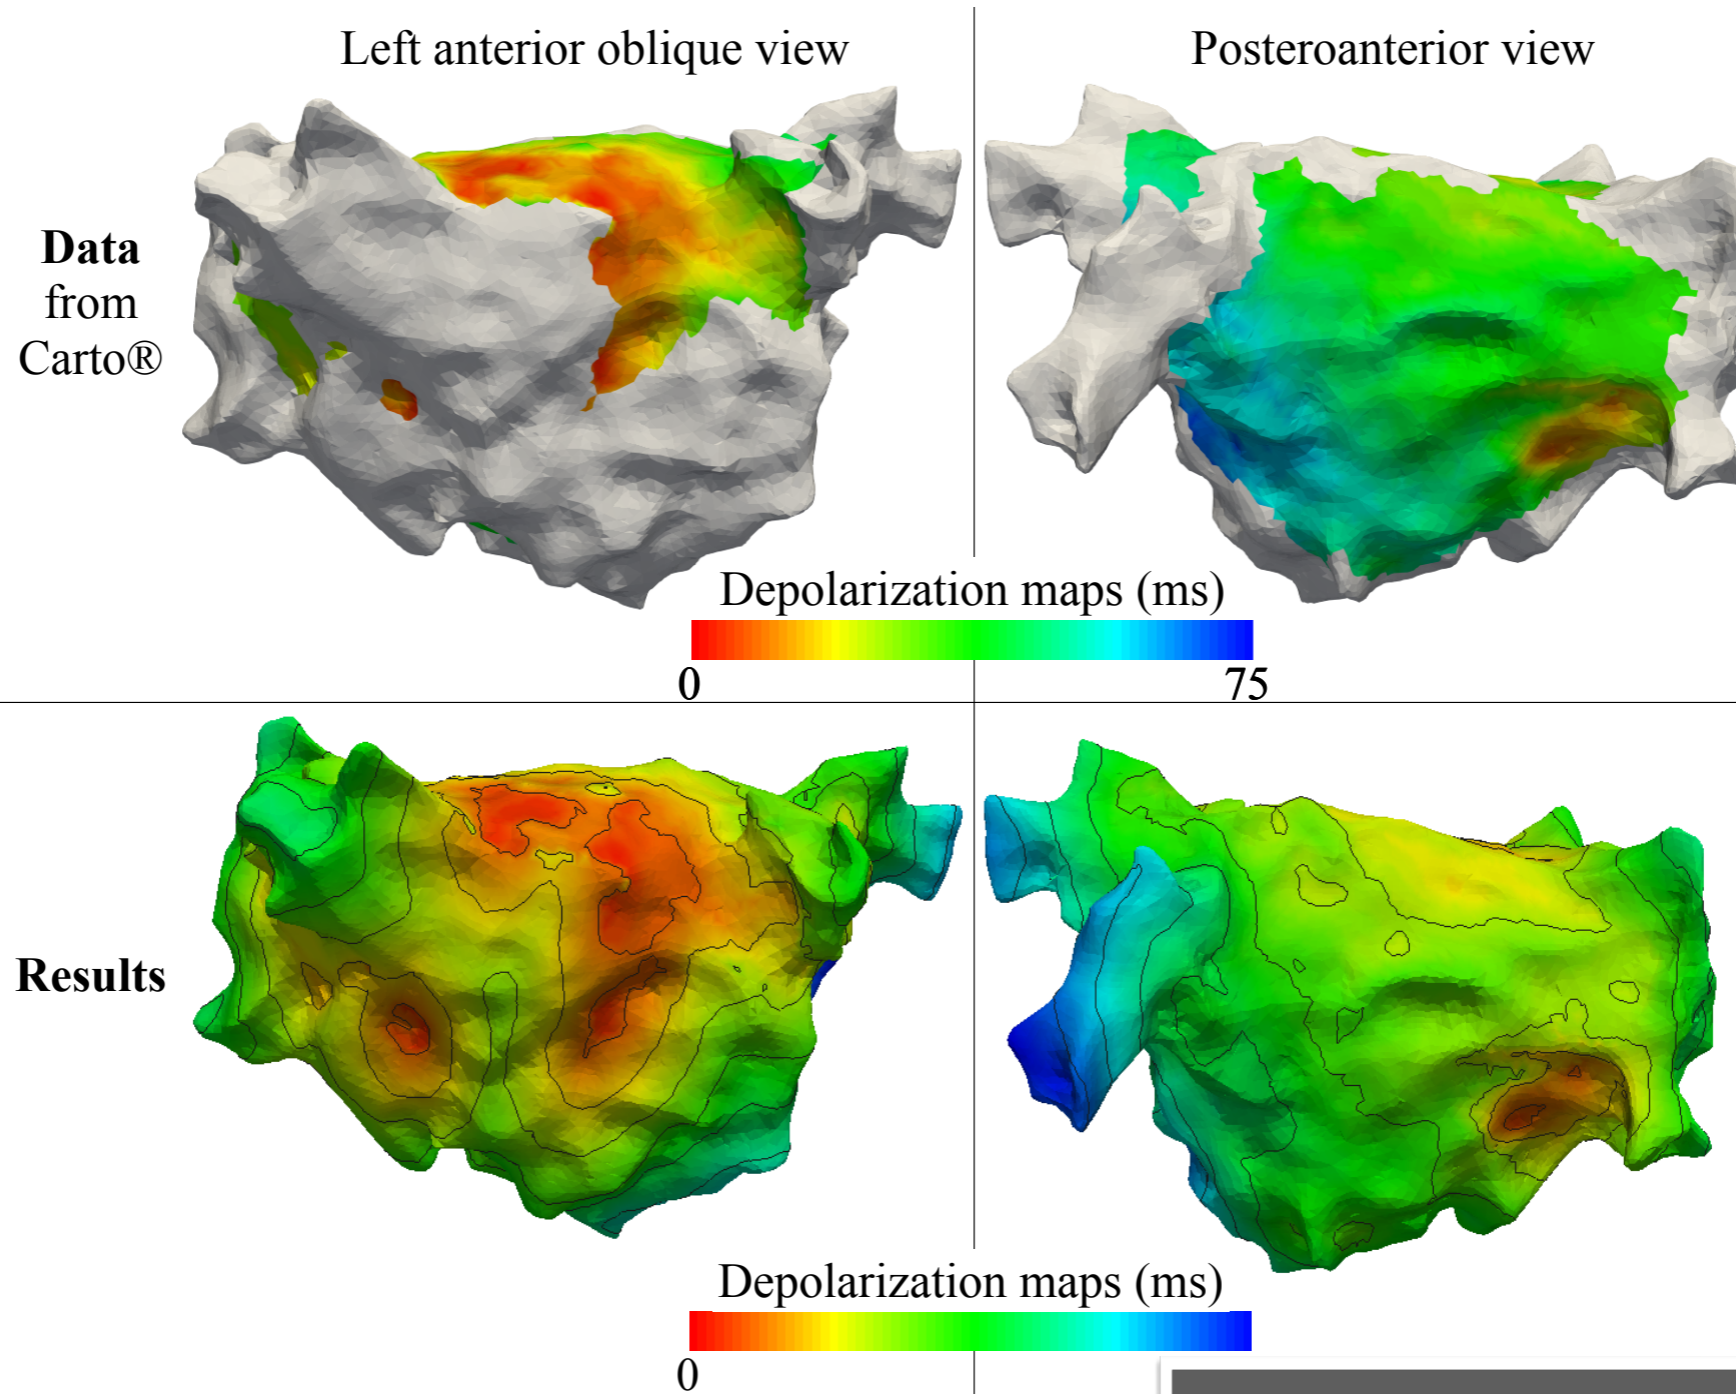 Left anterior oblique view
Posteroanterior view
Data
from
Carto®
Depolarization maps (ms)
0 75
Results
Depolarization maps (ms)
0